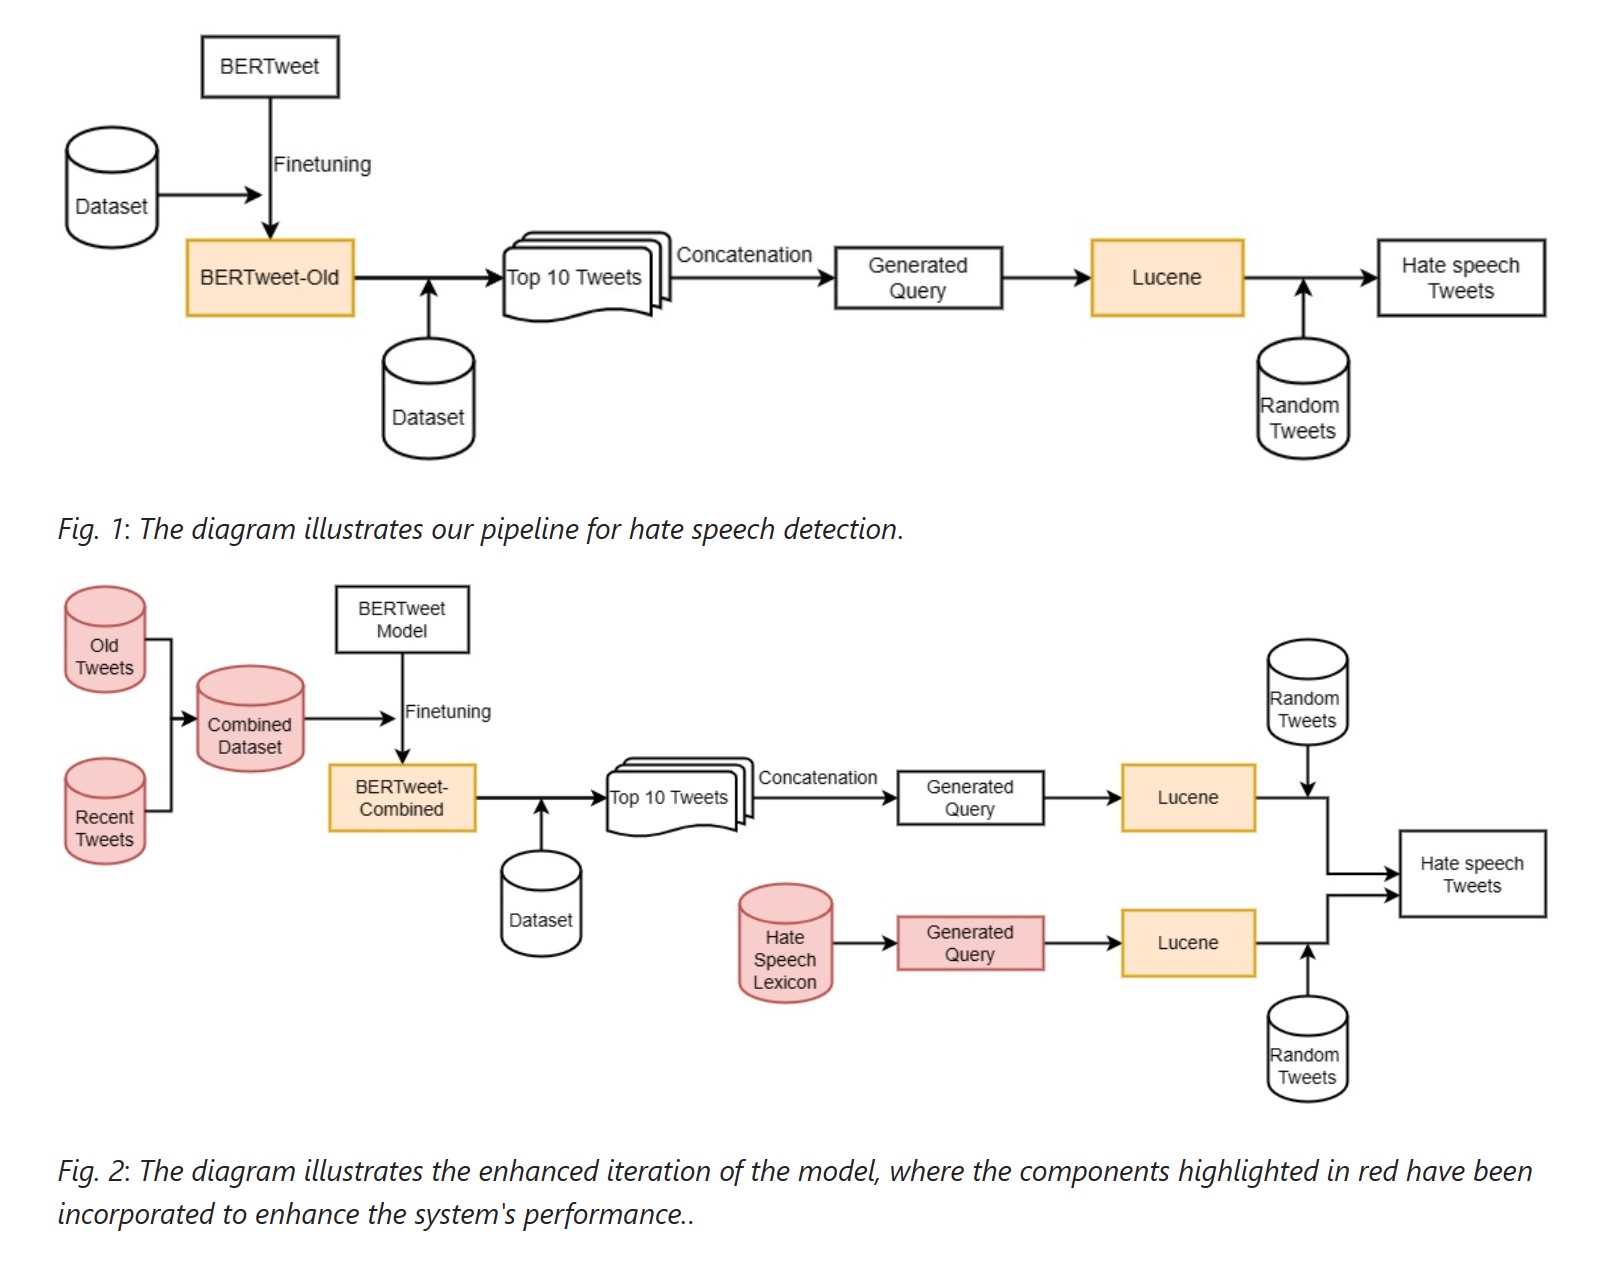 BERTweet
Finetuning
Dataset
BERTweet-Old
Top 10 Tweets
Concatenation
Generated
Query
Lucene
Hate speech
Tweets
Dataset
Random
Tweets
Fig. 1: The diagram illustrates our pipeline for hate speech detection.
Old
Tweets
Recent
Tweets
Combined
Dataset
BERTweet
Model
Finetuning
BERTweet-
Combined
Dataset
Top 10 Tweets
Concatenation
Generated
Query
Lucene
Random
Tweets
Hate
Speech
Lexicon
Generated
Query
Lucene
Random
Tweets
Hate speech
Tweets
Fig. 2: The diagram illustrates the enhanced iteration of the model, where the components highlighted in red have been
incorporated to enhance the system's performance..